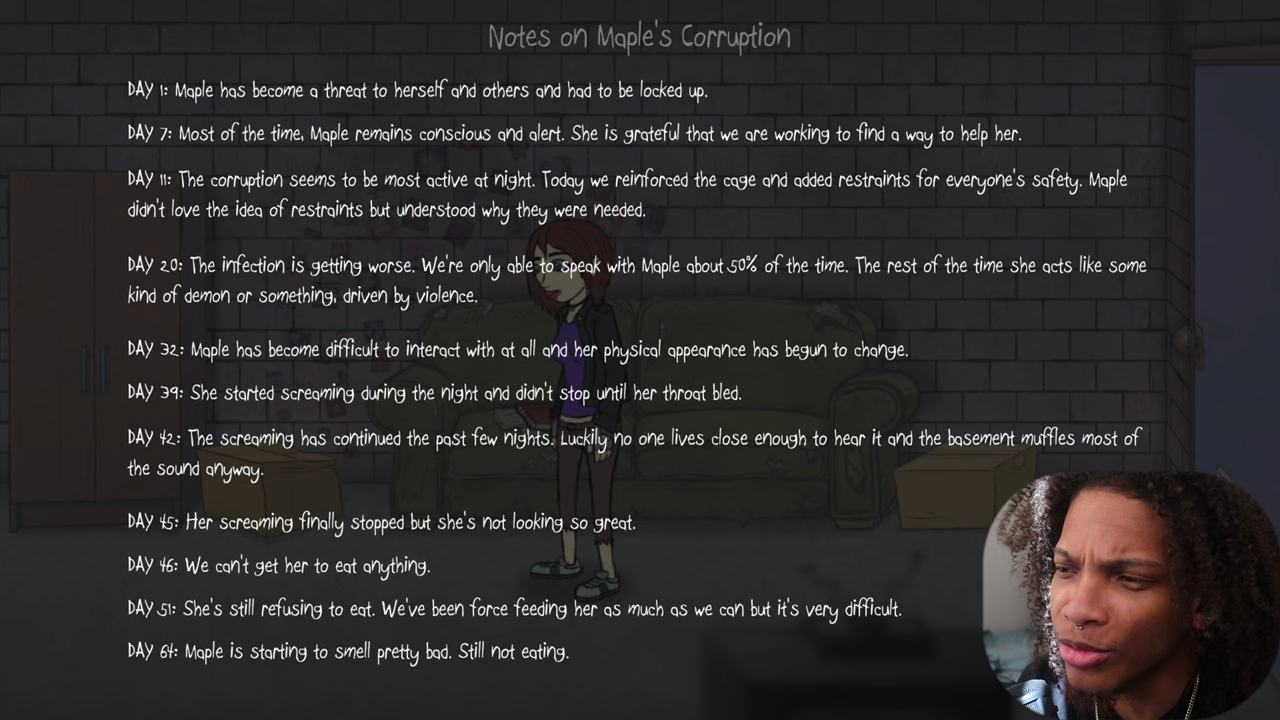 Notes on Maple's Corruption
DAY 1: Maple has become a threat to herself and others and had to be locked up.
DAY 7: Most of the time, Maple remains conscious and alert. She is grateful that we are working to find a way to help her.
DAY 11: The corruption seems to be most active at night. Today we reinforced the cage and added restraints for everyone's safety. Maple
didn't love the idea of restraints but understood why they were needed.
DAY 20: The infection is getting worse. We're only able to speak with Maple about 50% of the time. The rest of the time she acts like some
kind of demon or something, driven by violence.
DAY 32: Maple has become difficult to interact with at all and her physical appearance has begun to change.
DAY 39: She started screaming during the night and didn't stop until her throat bled.
DAY 42: The screaming has continued the past few nights. Luckily no one lives close enough to hear it and the basement muffles most of
the sound anyway.
DAY 45: Her screaming finally stopped but she's not looking so great.
DAY 46: We can't get her to eat anything.
DAY 51: She's still refusing to eat. We've been force feeding her as much as we can but it's very difficult.
DAY 64: Maple is starting to smell pretty bad. Still not eating.